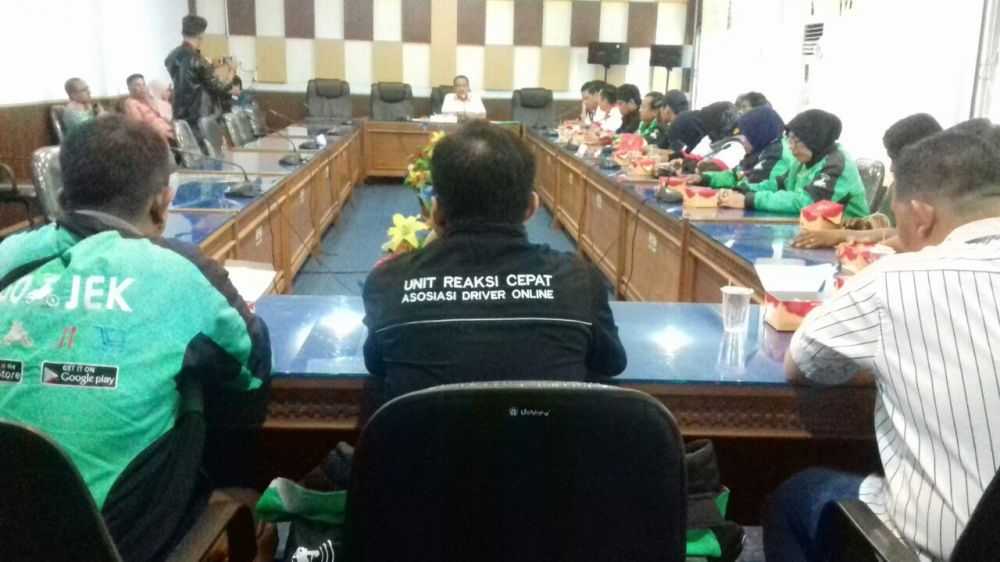 UNIT REAKSI CEPAT
ASOSIASI DRIVER ONLINE
JEK
GET IT ON
Google play